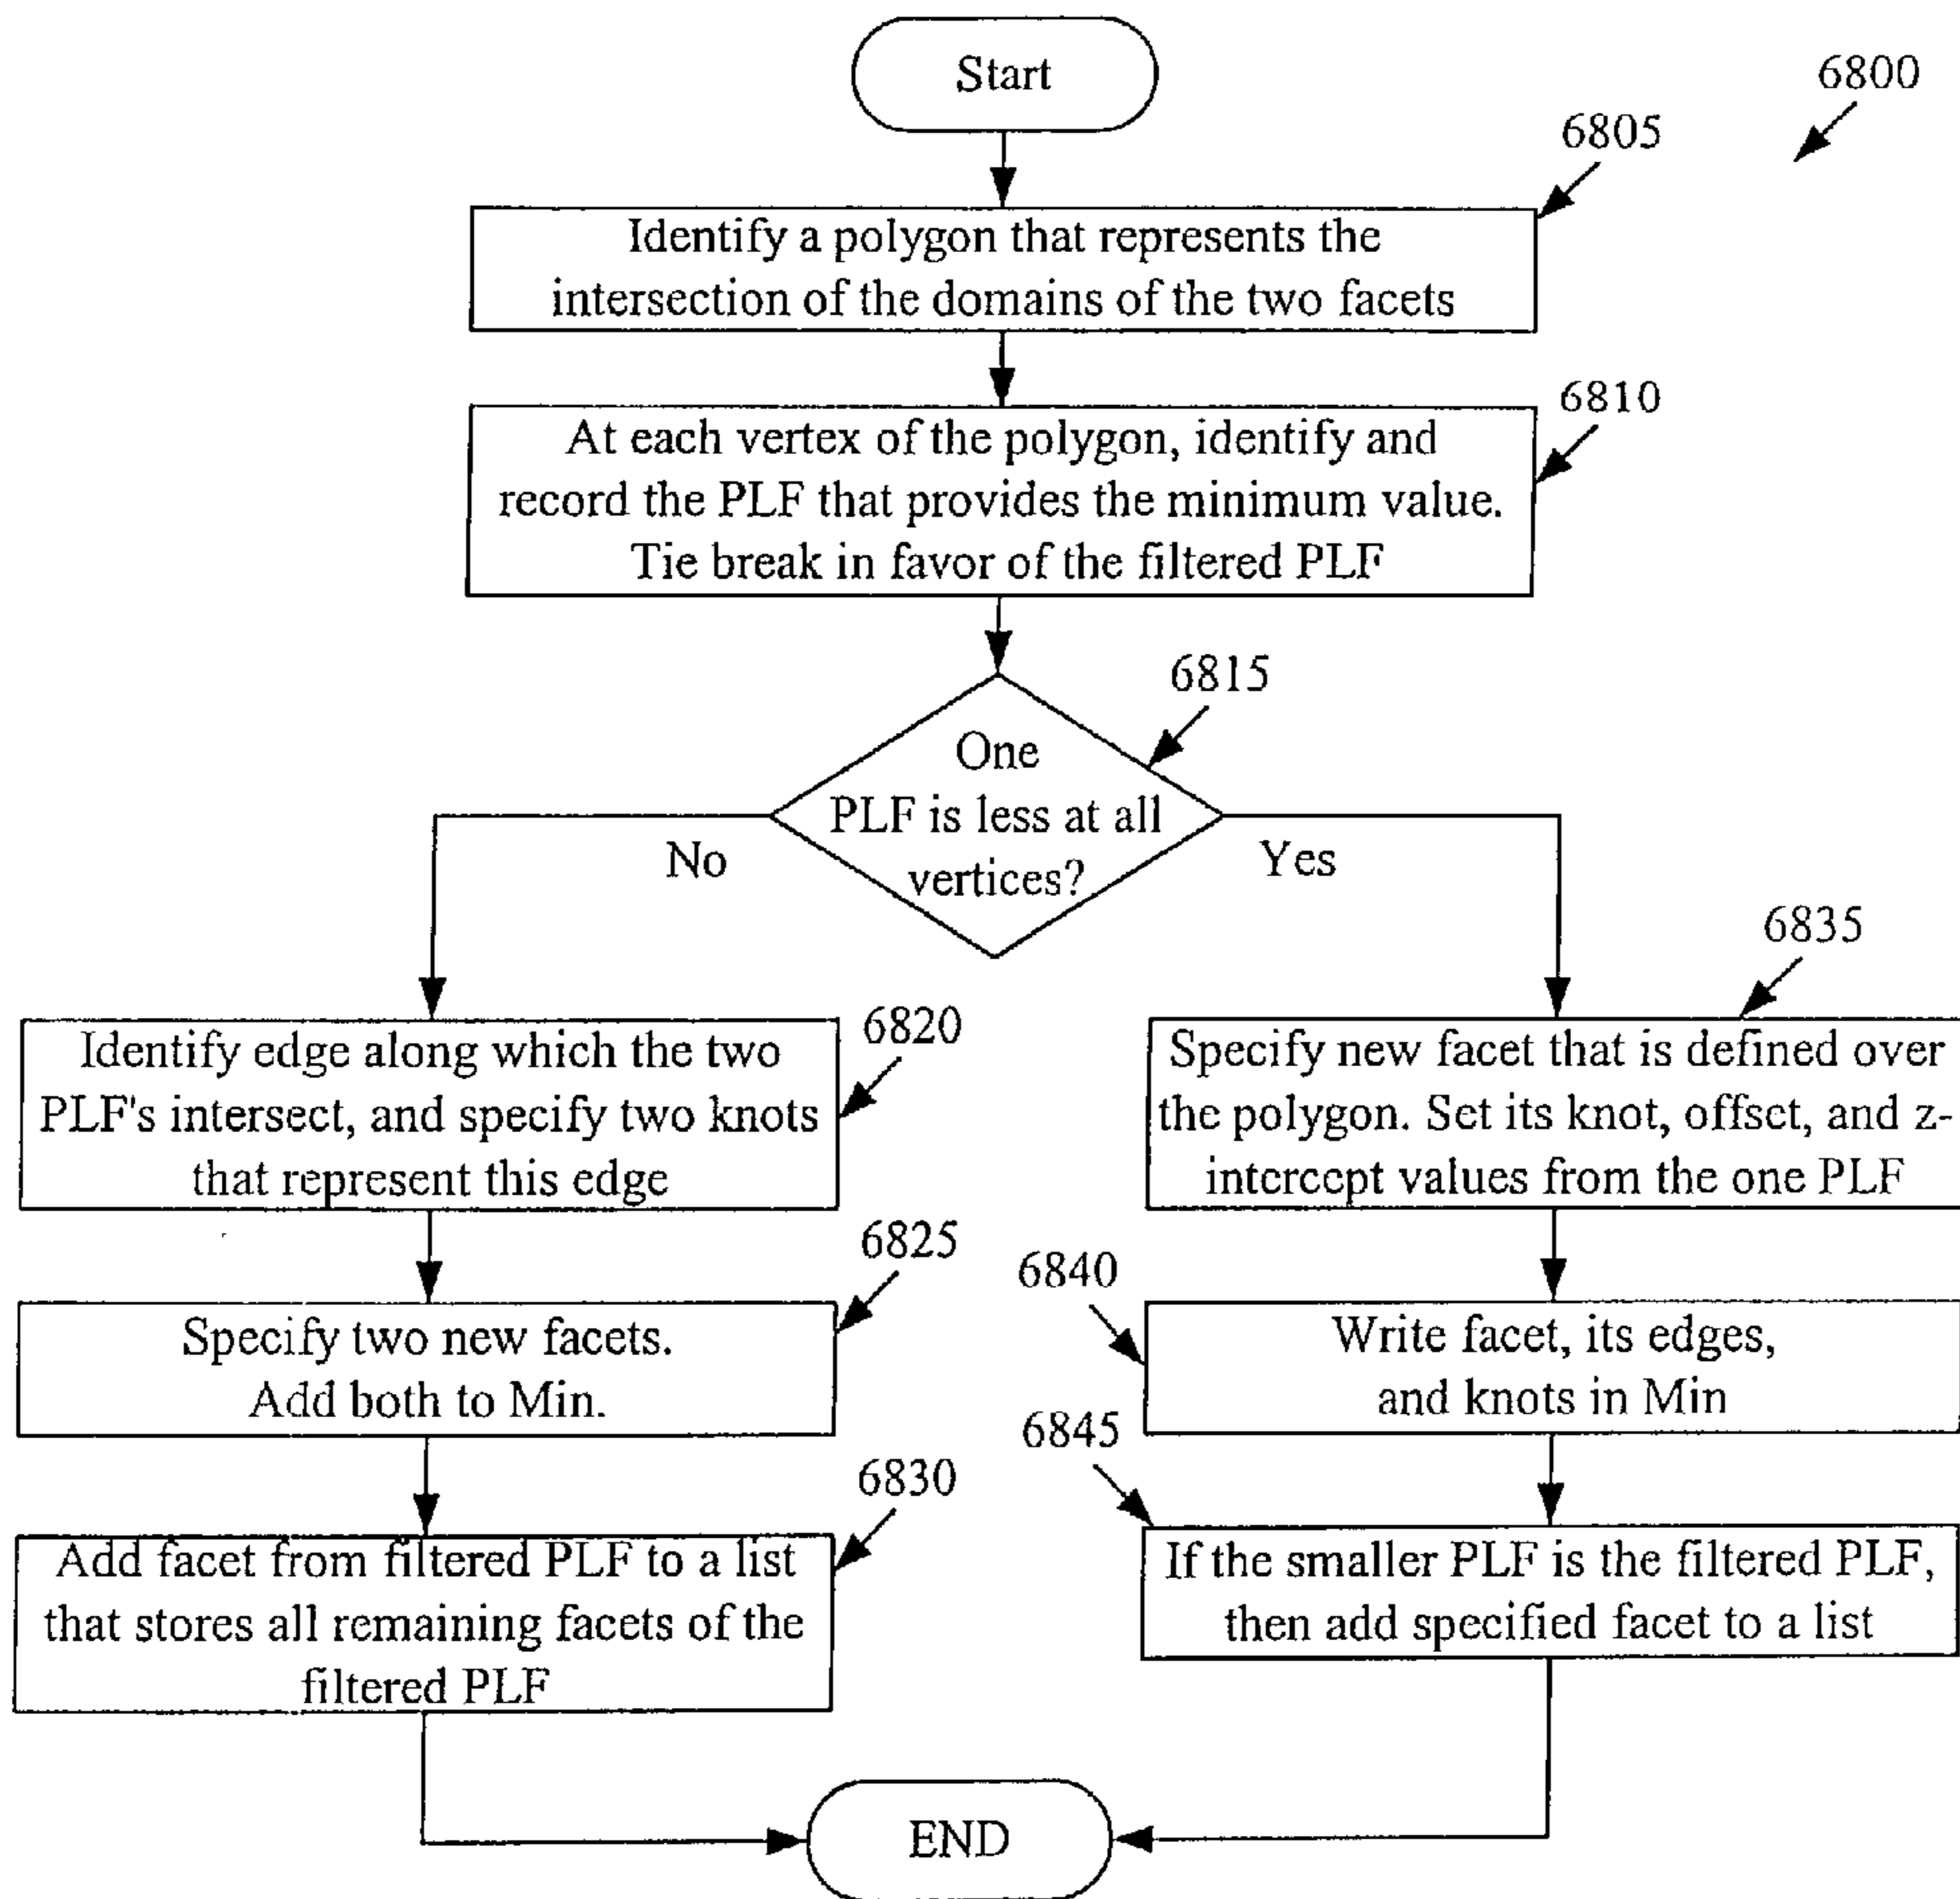 Start
6800
6805
Identify a polygon that represents the
intersection of the domains of the two facets
6810
At each vertex of the polygon, identify and
record the PLF that provides the minimum value.
Tie break in favor of the filtered PLF
6815
One
PLF is less at all
vertices?
No
Yes
6820
Identify edge along which the two
PLF's intersect, and specify two knots
that represent this edge
6835
Specify new facet that is defined over
the polygon. Set its knot, offset, and z-
intercept values from the one PLF
6825
Specify two new facets.
Add both to Min.
6840
Write facet, its edges,
and knots in Min
6830
Add facet from filtered PLF to a list
that stores all remaining facets of the
filtered PLF
6845
If the smaller PLF is the filtered PLF,
then add specified facet to a list
END